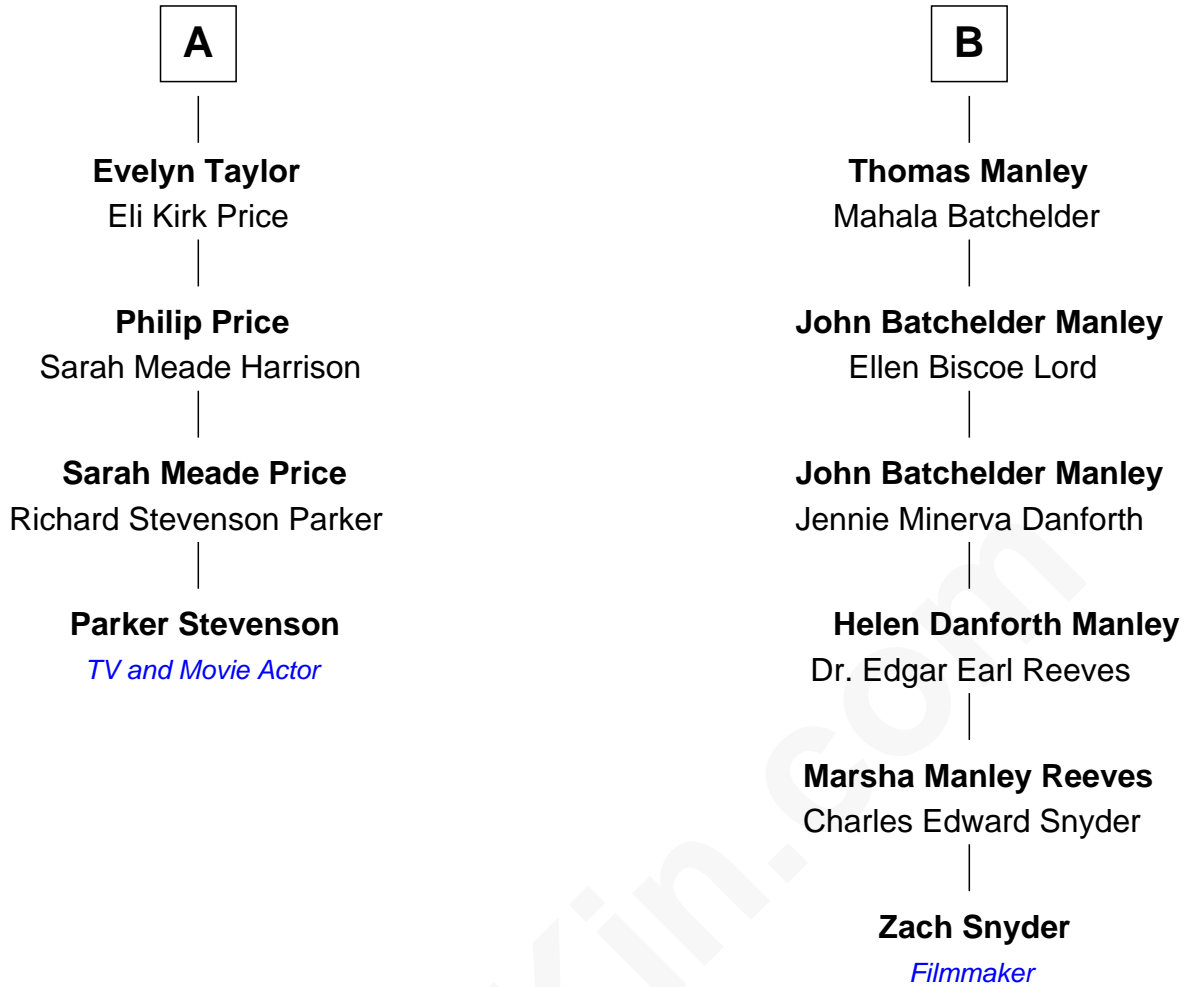 A
Evelyn Taylor
Eli Kirk Price
Philip Price
Sarah Meade Harrison
Sarah Meade Price
Richard Stevenson Parker
Parker Stevenson
TV and Movie Actor
B
Thomas Manley
Mahala Batchelder
John Batchelder Manley
Ellen Biscoe Lord
John Batchelder Manley
Jennie Minerva Danforth
Helen Danforth Manley
Dr. Edgar Earl Reeves
Marsha Manley Reeves
Charles Edward Snyder
Zach Snyder
Filmmaker